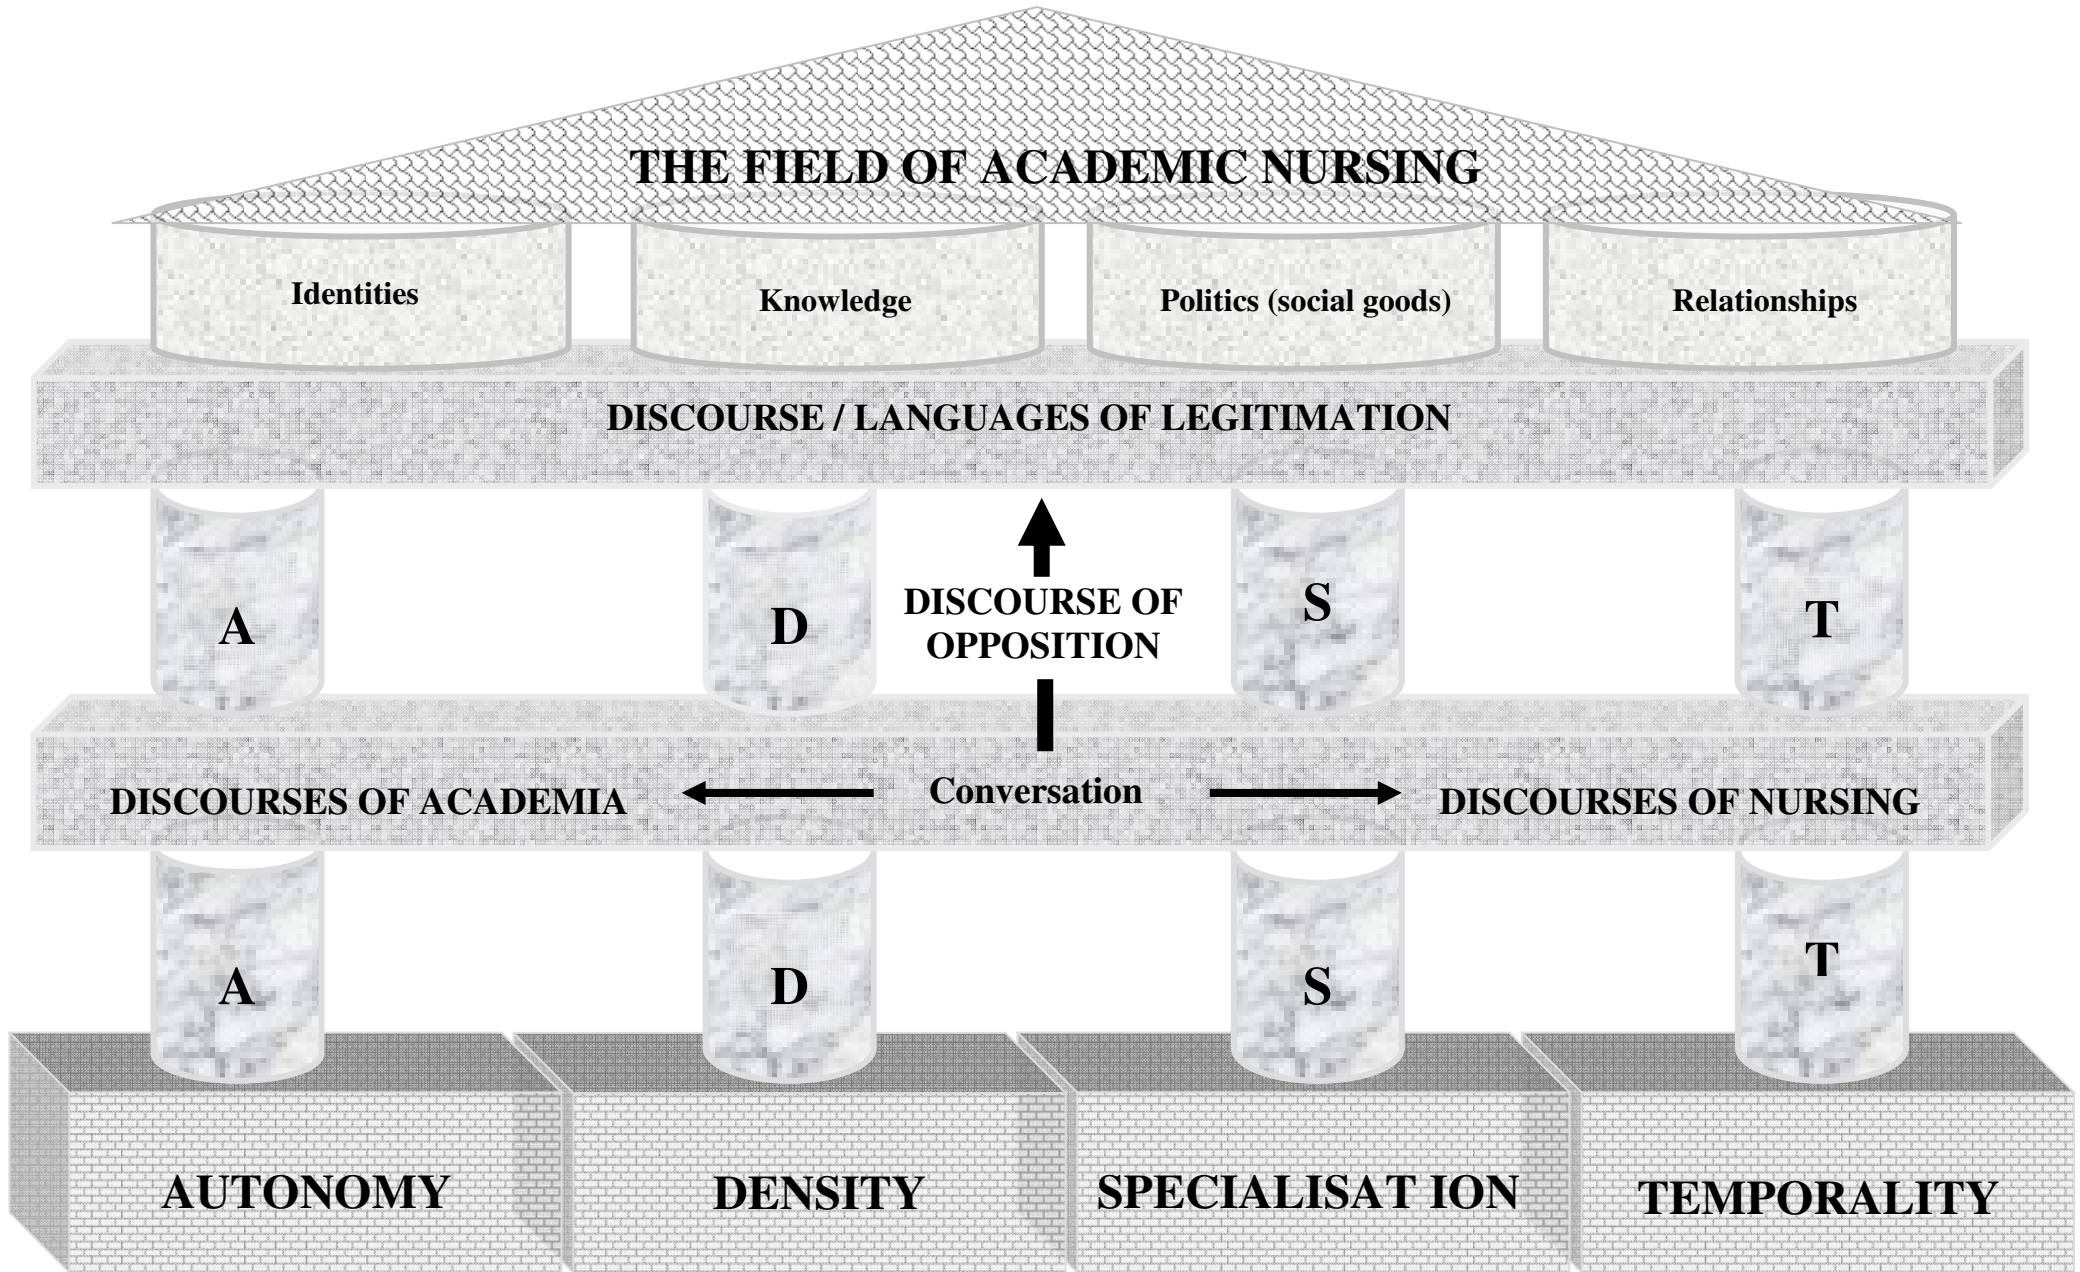 THE FIELD OF ACADEMIC NURSING
Identities
Knowledge
Politics (social goods)
Relationships
DISCOURSE / LANGUAGES OF LEGITIMATION
A
D
DISCOURSE OF
OPPOSITION
S
T
DISCOURSES OF ACADEMIA
Conversation
DISCOURSES OF NURSING
A
D
S
T
AUTONOMY
DENSITY
SPECIALISAT ION
TEMPORALITY